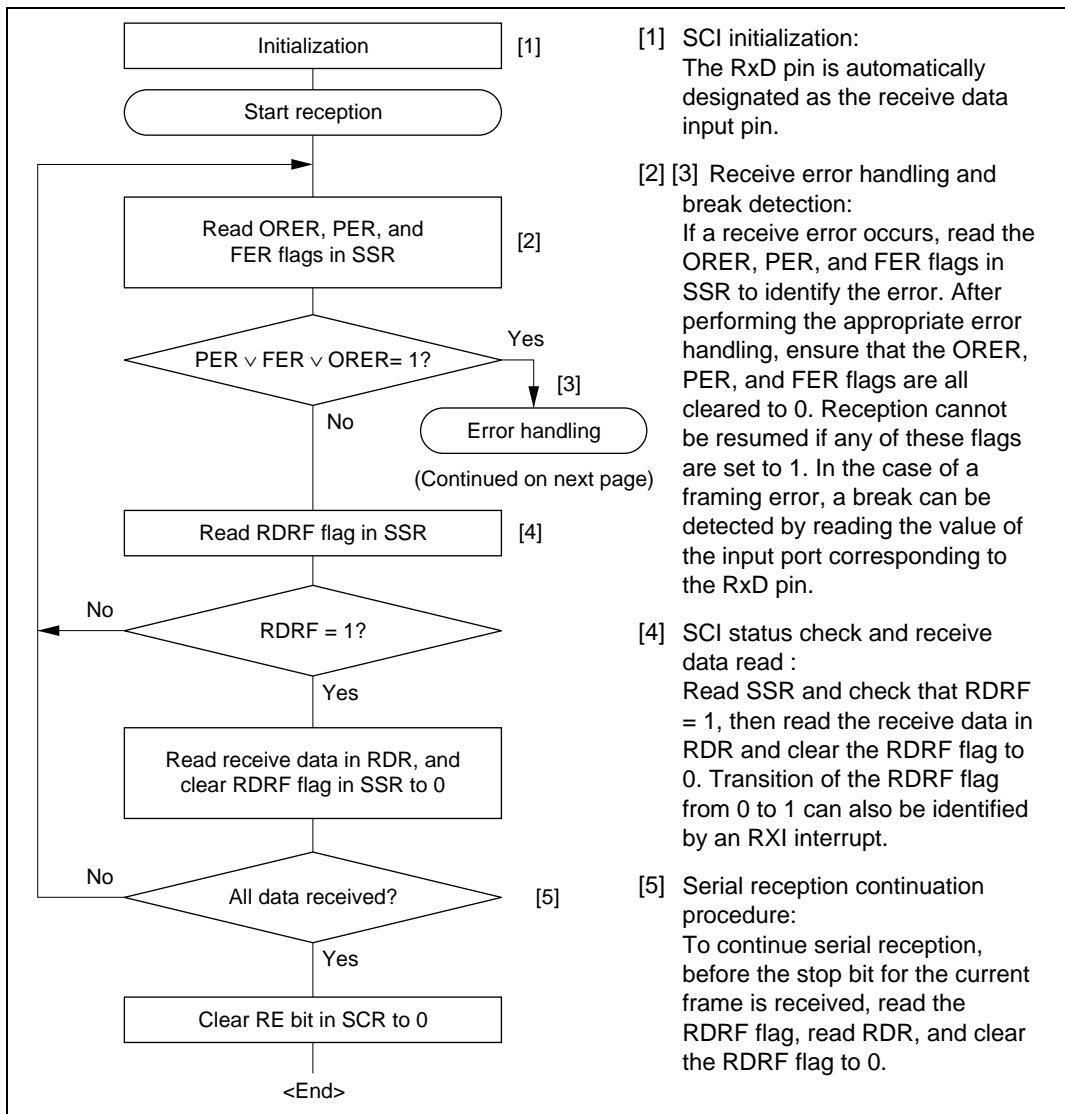 Initialization
[1]
Start reception
Read ORER, PER, and
FER flags in SSR
[2]
PER ∨ FER ∨ ORER= 1?
Yes
[3]
No
Error handling
(Continued on next page)
Read RDRF flag in SSR
[4]
No
RDRF = 1?
Yes
Read receive data in RDR, and
clear RDRF flag in SSR to 0
No
All data received?
[5]
Yes
Clear RE bit in SCR to 0
<End>
[1] SCI initialization:
The RxD pin is automatically
designated as the receive data
input pin.
[2] [3] Receive error handling and
break detection:
If a receive error occurs, read the
ORER, PER, and FER flags in
SSR to identify the error. After
performing the appropriate error
handling, ensure that the ORER,
PER, and FER flags are all
cleared to 0. Reception cannot
be resumed if any of these flags
are set to 1. In the case of a
framing error, a break can be
detected by reading the value of
the input port corresponding to
the RxD pin.
[4] SCI status check and receive
data read :
Read SSR and check that RDRF
= 1, then read the receive data in
RDR and clear the RDRF flag to
0. Transition of the RDRF flag
from 0 to 1 can also be identified
by an RXI interrupt.
[5] Serial reception continuation
procedure:
To continue serial reception,
before the stop bit for the current
frame is received, read the
RDRF flag, read RDR, and clear
the RDRF flag to 0.